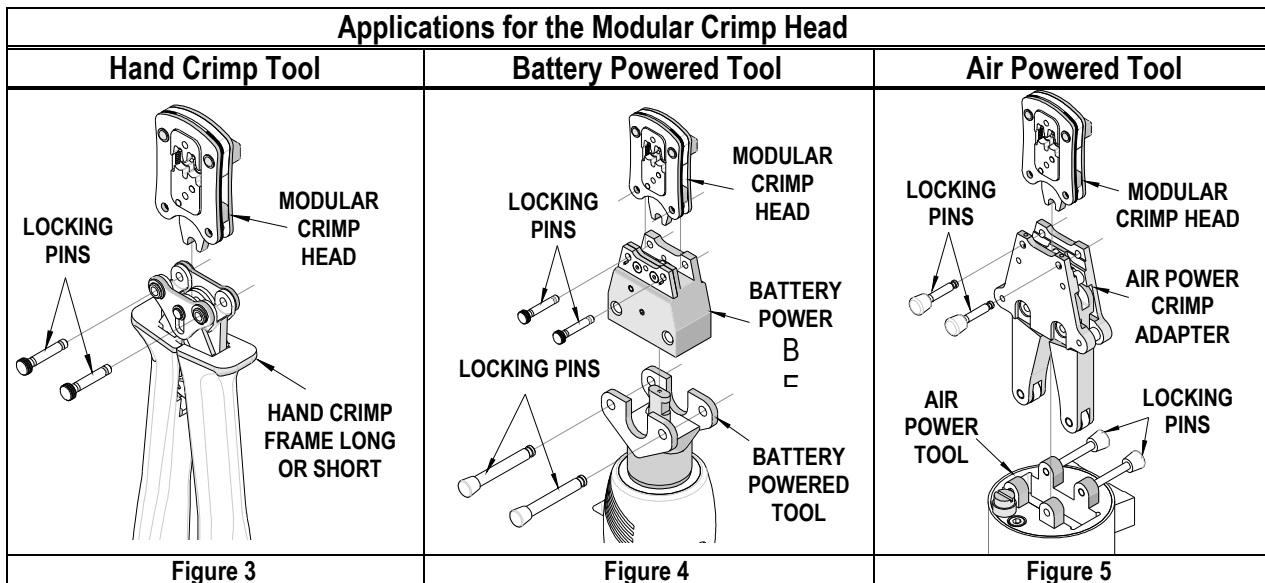 Applications for the Modular Crimp Head
Hand Crimp Tool
Battery Powered Tool
Air Powered Tool
LOCKING
PINS
MODULAR
CRIMP
HEAD
HAND CRIMP
FRAME LONG
OR SHORT
LOCKING
PINS
MODULAR
CRIMP
HEAD
BATTERY
POWER
B
LOCKING PINS
BATTERY
POWERED
TOOL
LOCKING
PINS
MODULAR
CRIMP HEAD
AIR POWER
CRIMP
ADAPTER
AIR
POWER
TOOL
LOCKING
PINS
Figure 3
Figure 4
Figure 5